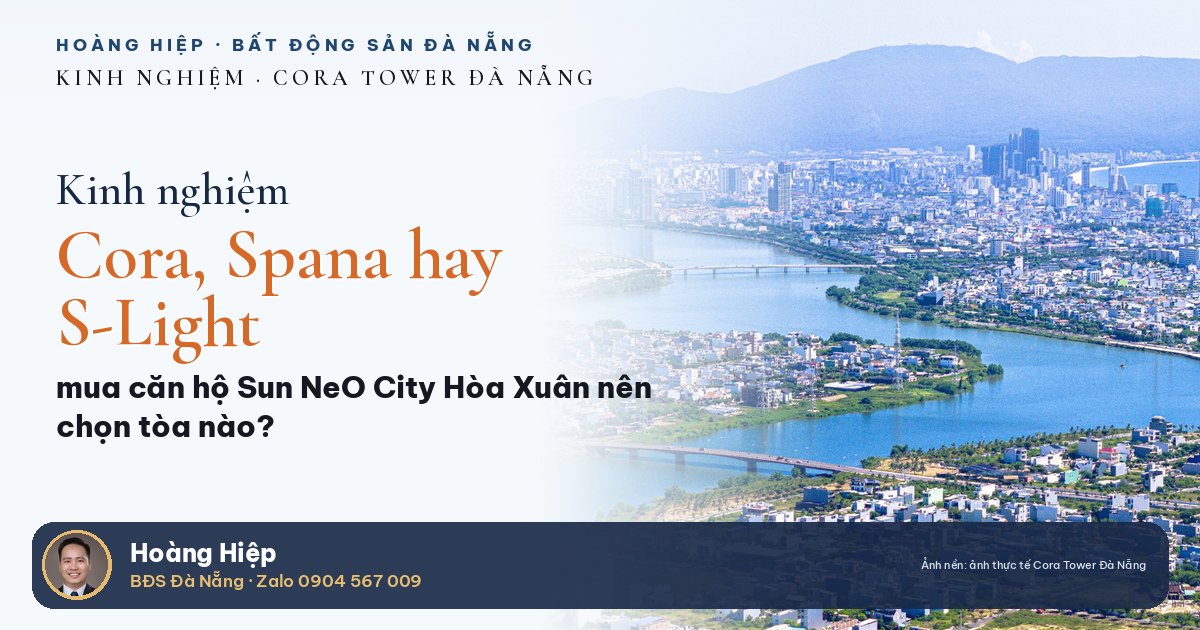 HOÀNG HIỆP · BẤT ĐỘNG SẢN ĐÀ NẴNG
KINH NGHIỆM · CORA TOWER ĐÀ NẴNG
Kinh nghiệm
Cora, Spana hay
S-Light
mua căn hộ Sun NeO City Hòa Xuân nên
chọn tòa nào?
Hoàng Hiệp
BĐS Đà Nẵng · Zalo 0904 567 009
Ảnh nền: ảnh thực tế Cora Tower Đà Nẵng